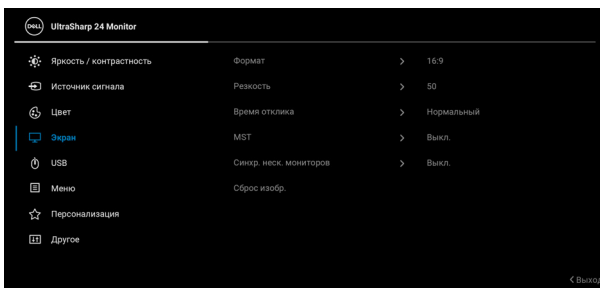 DELL UltraSharp 24 Monitor
Яркость / контрастность
Источник сигнала
Цвет
Экран
USB
Меню
Персонализация
Другое
Формат > 16:9
Резкость > 50
Время отклика > Нормальный
MST > Выкл.
Синхр. неск. мониторов > Выкл.
Сброс изобр.
< Выход